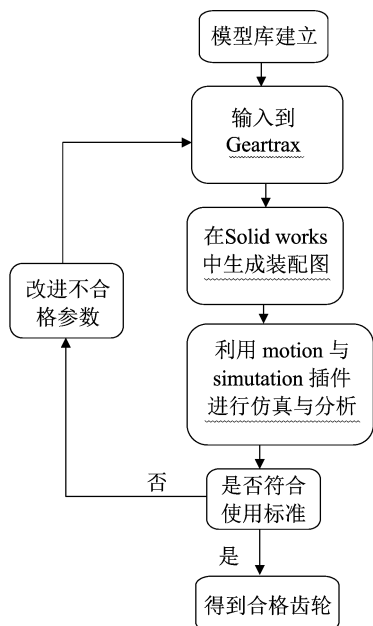 模型库建立
输入到
Geartrax
在Solid works
中生成装配图
改进不合
格参数
利用 motion 与
simutation 插件
进行仿真与分析
否
是否符合
使用标准
是
得到合格齿轮